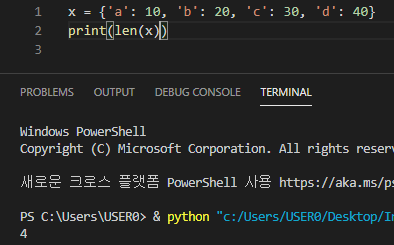 1 x = {'a': 10, 'b': 20, 'c': 30, 'd': 40}
2 print(len(x))
3
PROBLEMS OUTPUT DEBUG CONSOLE TERMINAL
Windows PowerShell
Copyright (C) Microsoft Corporation. All rights reserv
새로운 크로스 플랫폼 PowerShell 사용 https://aka.ms/ps
PS C:\Users\USER0> & python "c:/Users/USER0/Desktop/In
4